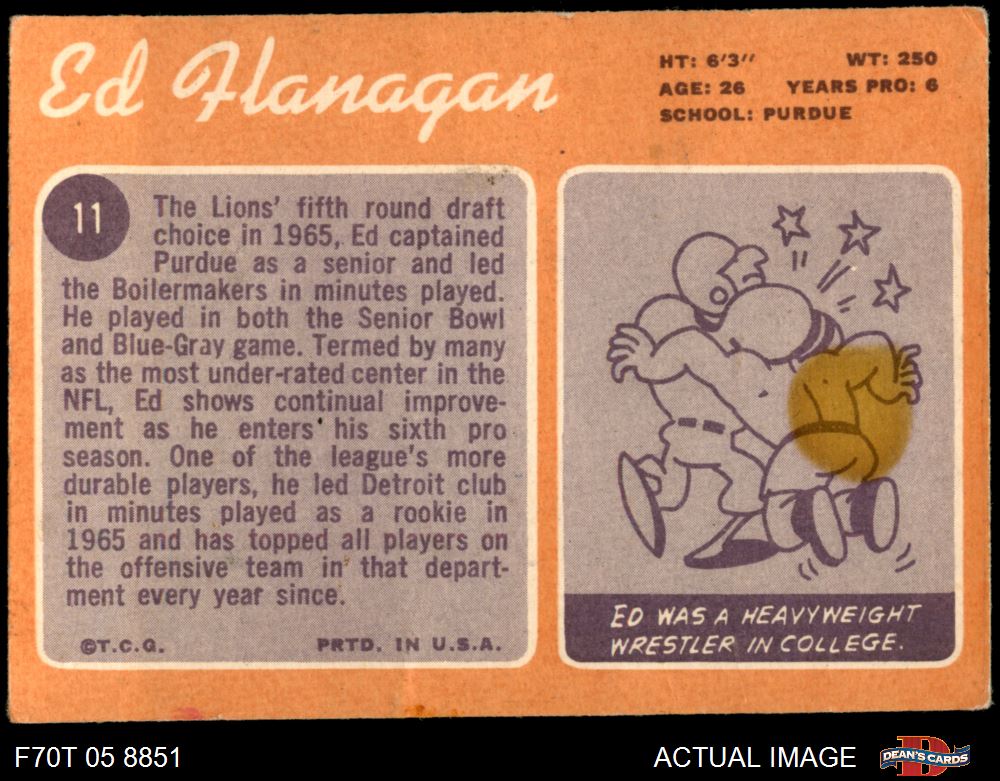 Ed Flanagan
HT: 6'3" WT: 250
AGE: 26 YEARS PRO: 6
SCHOOL: PURDUE
11
The Lions' fifth round draft
choice in 1965, Ed captained
Purdue as a senior and led
the Boilermakers in minutes played.
He played in both the Senior Bowl
and Blue-Gray game. Termed by many
as the most under-rated center in the
NFL, Ed shows continual improve-
ment as he enters his sixth pro
season. One of the league's more
durable players, he led Detroit club
in minutes played as a rookie in
1965 and has topped all players on
the offensive team in that depart-
ment every year since.
©T.C.G. PRTD. IN U.S.A.
ED WAS A HEAVYWEIGHT
WRESTLER IN COLLEGE.
F70T 05 8851 ACTUAL IMAGE DEAN'S CARDS